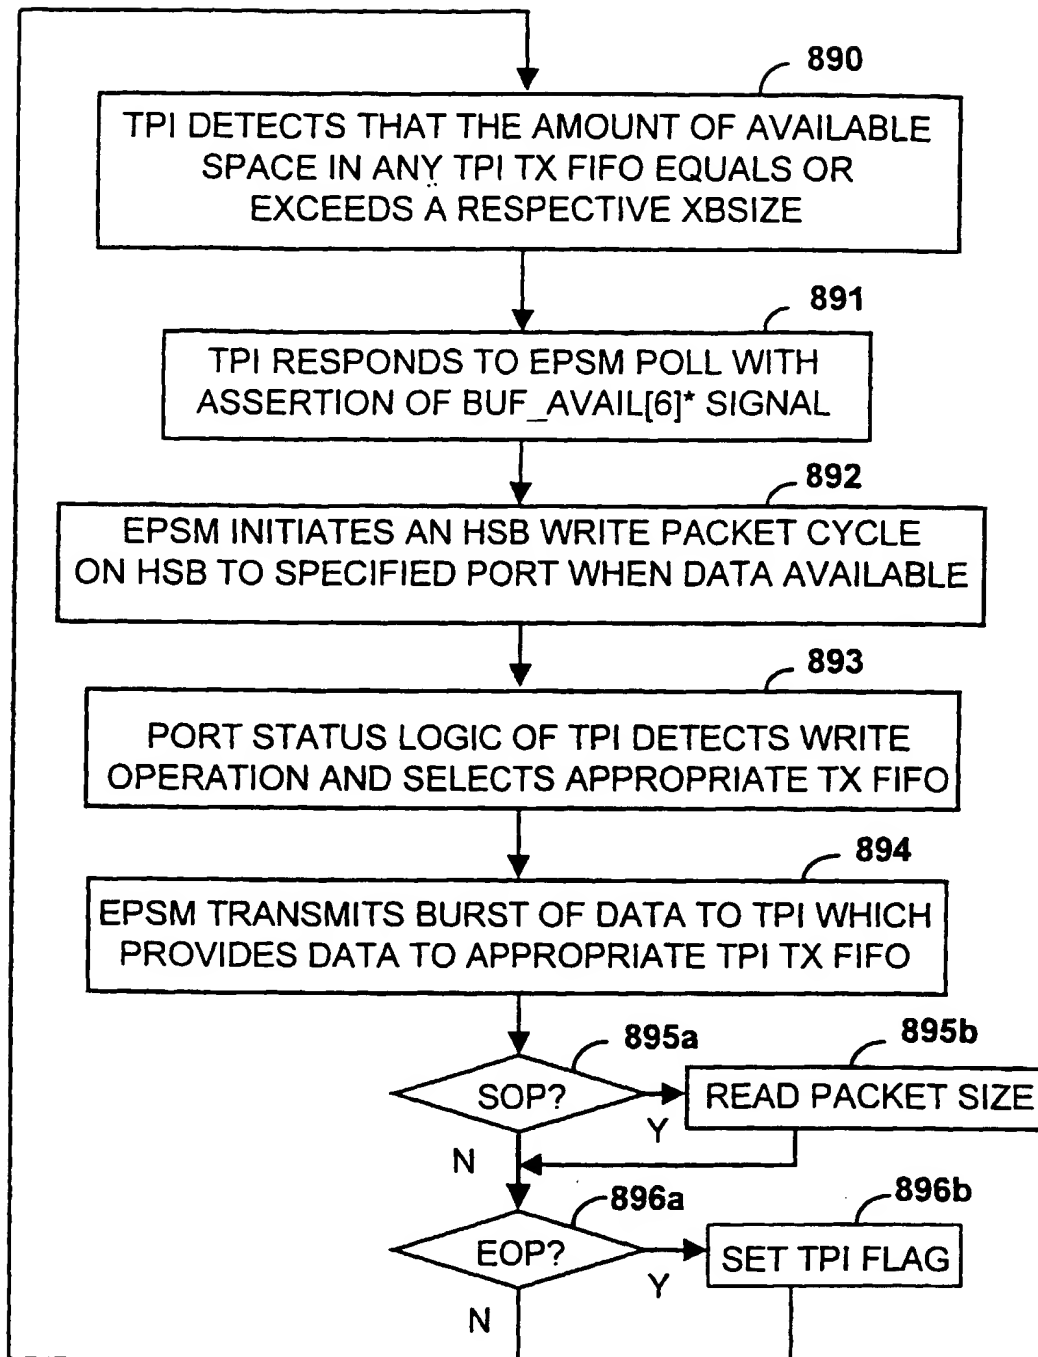 890
TPI DETECTS THAT THE AMOUNT OF AVAILABLE
SPACE IN ANY TPI TX FIFO EQUALS OR
EXCEEDS A RESPECTIVE XBSIZE
891
TPI RESPONDS TO EPSM POLL WITH
ASSERTION OF BUF_AVAIL[6]* SIGNAL
892
EPSM INITIATES AN HSB WRITE PACKET CYCLE
ON HSB TO SPECIFIED PORT WHEN DATA AVAILABLE
893
PORT STATUS LOGIC OF TPI DETECTS WRITE
OPERATION AND SELECTS APPROPRIATE TX FIFO
894
EPSM TRANSMITS BURST OF DATA TO TPI WHICH
PROVIDES DATA TO APPROPRIATE TPI TX FIFO
895a
895b
SOP?
Y
READ PACKET SIZE
N
896a
896b
EOP?
Y
SET TPI FLAG
N